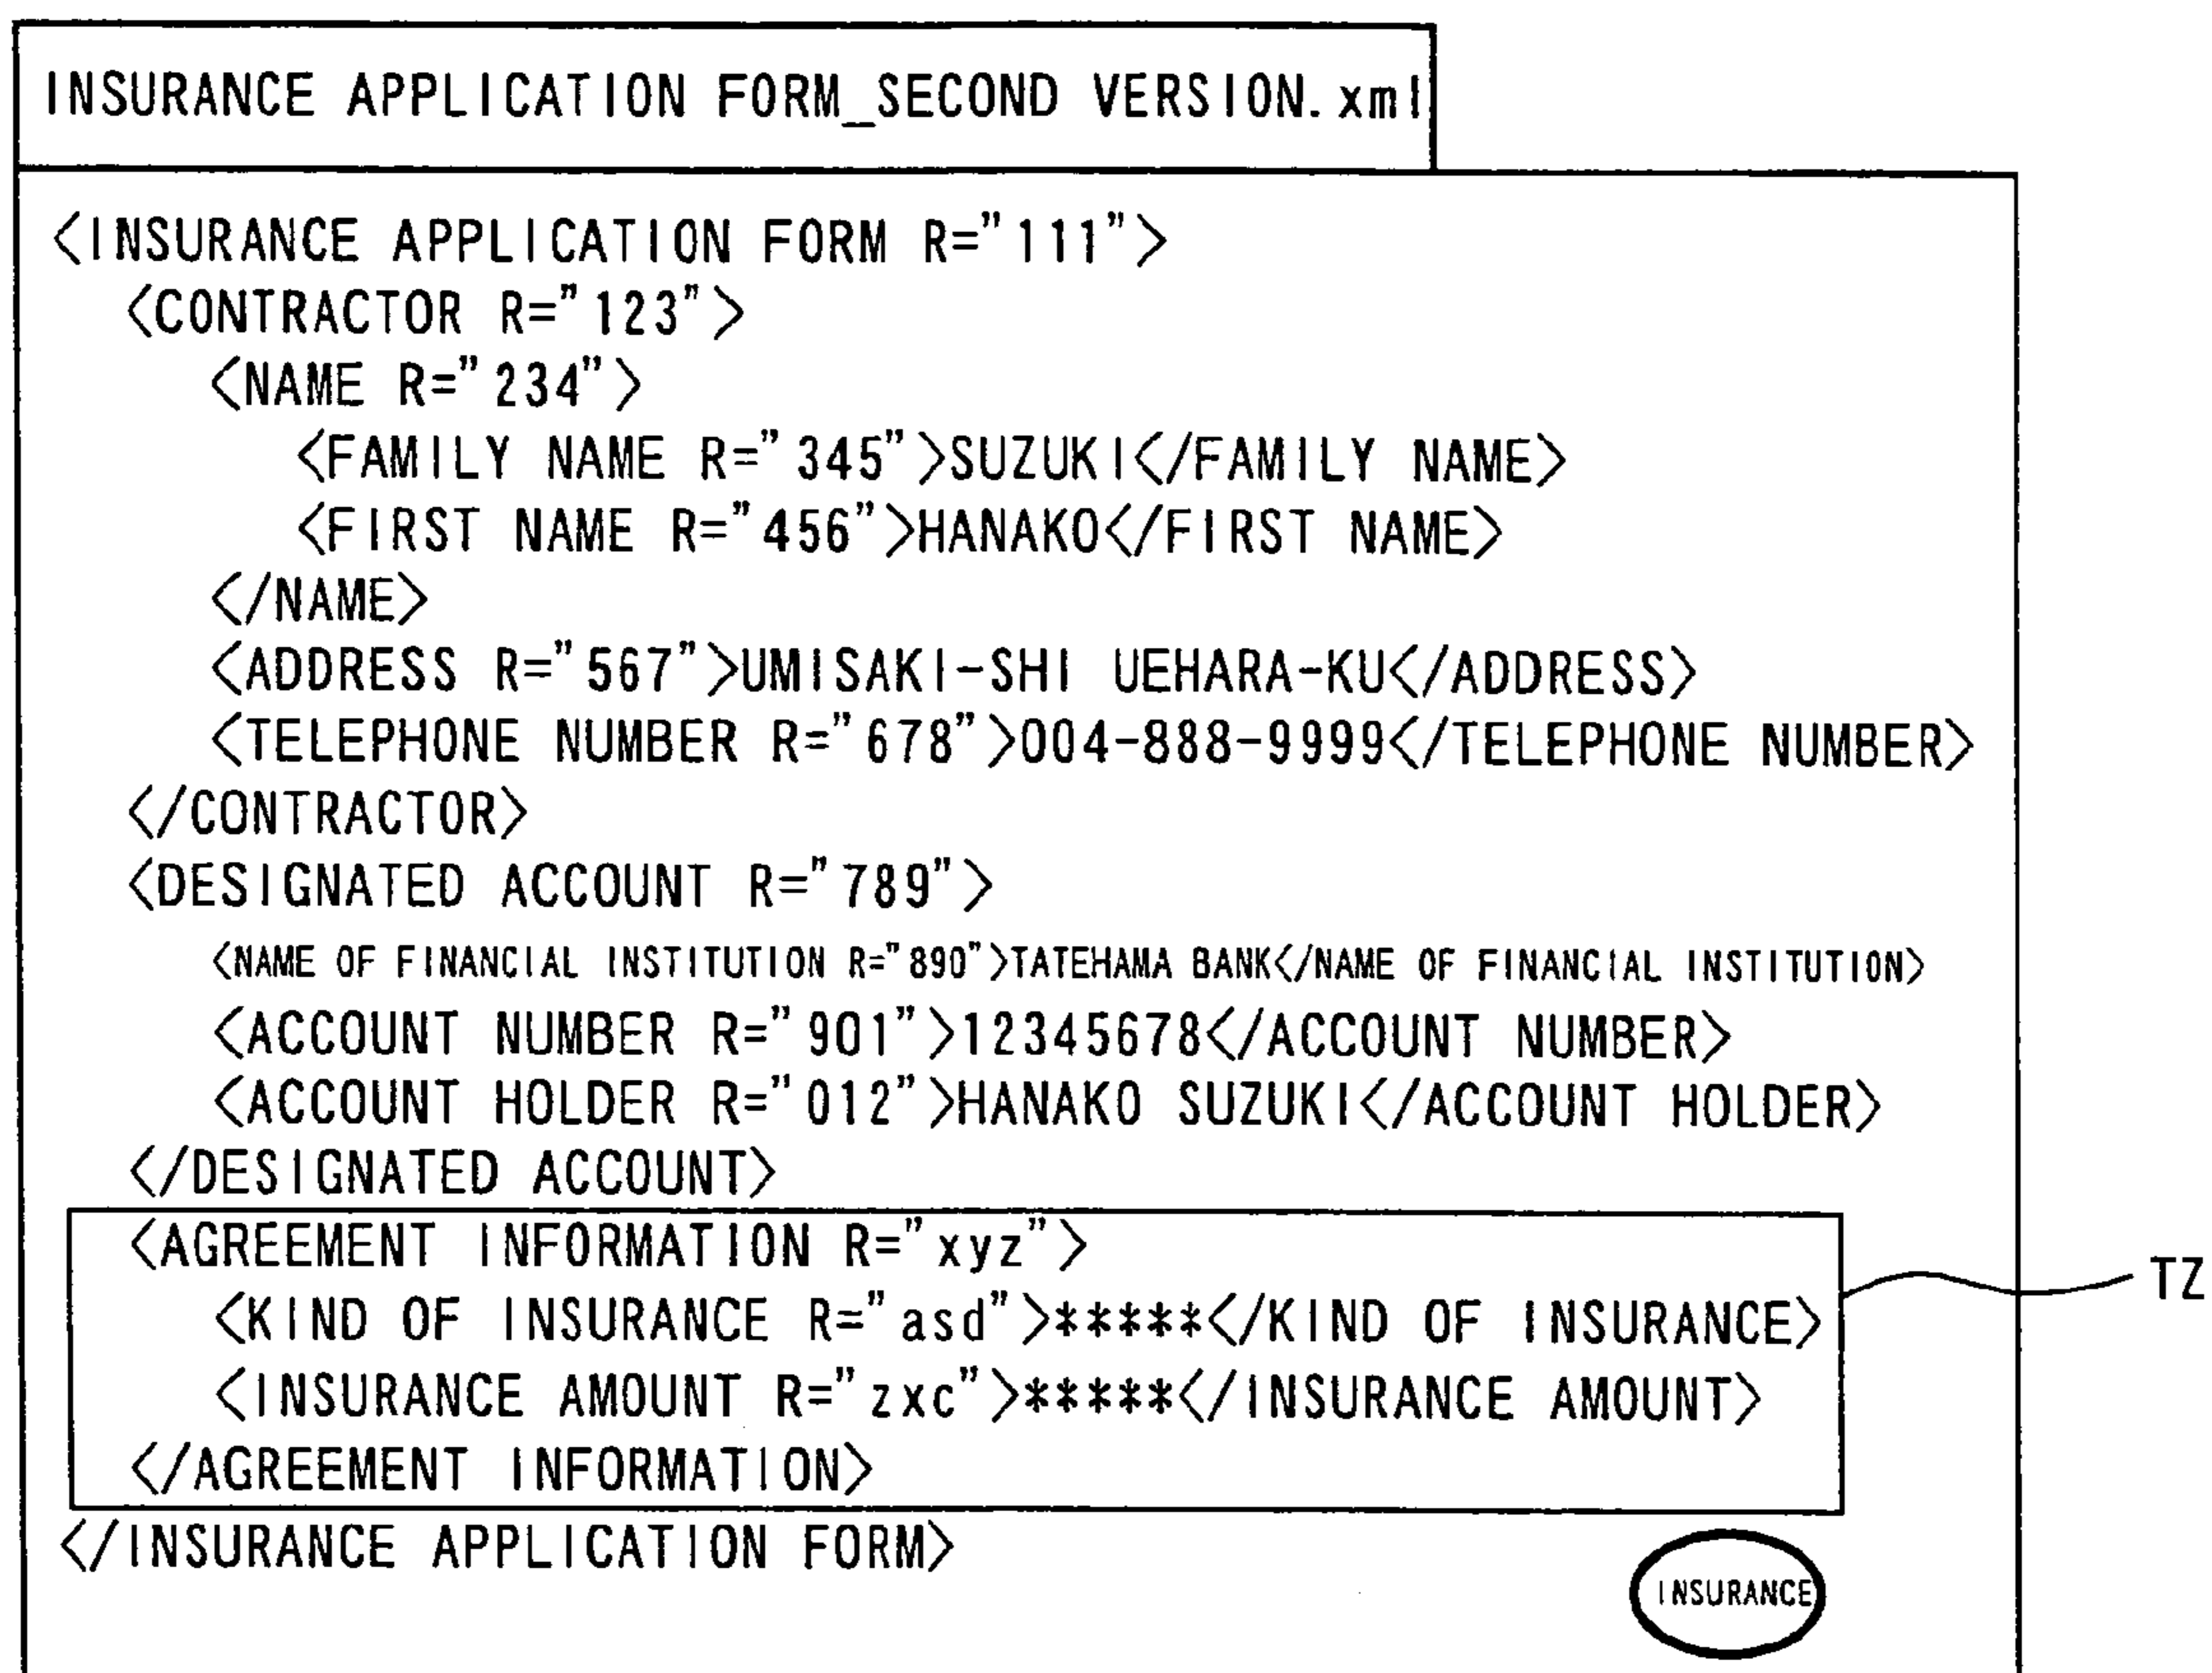 INSURANCE APPLICATION FORM_SECOND VERSION.xml
<INSURANCE APPLICATION FORM R="111">
<CONTRACTOR R="123">
<NAME R="234">
<FAMILY NAME R="345">SUZUKI</FAMILY NAME>
<FIRST NAME R="456">HANAKO</FIRST NAME>
</NAME>
<ADDRESS R="567">UMISAKI-SHI UEHARA-KU</ADDRESS>
<TELEPHONE NUMBER R="678">004-888-9999</TELEPHONE NUMBER>
</CONTRACTOR>
<DESIGNATED ACCOUNT R="789">
<NAME OF FINANCIAL INSTITUTION R="890">TATEHAMA BANK</NAME OF FINANCIAL INSTITUTION>
<ACCOUNT NUMBER R="901">12345678</ACCOUNT NUMBER>
<ACCOUNT HOLDER R="012">HANAKO SUZUKI</ACCOUNT HOLDER>
</DESIGNATED ACCOUNT>
<AGREEMENT INFORMATION R="xyz">
<KIND OF INSURANCE R="asd">*****</KIND OF INSURANCE>
TZ
<INSURANCE AMOUNT R="zxc">*****</INSURANCE AMOUNT>
</AGREEMENT INFORMATION>
</INSURANCE APPLICATION FORM>
INSURANCE